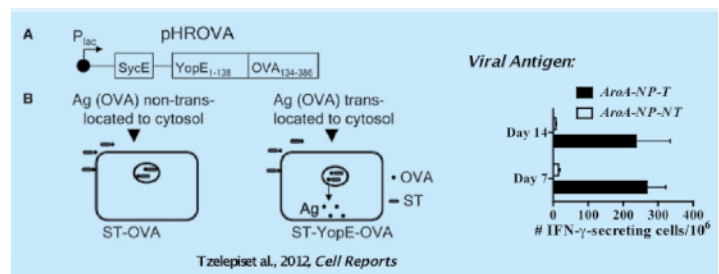 A
P_lac
pHROVA
SycE
YopE_1-138
OVA_134-386
B
Ag (OVA) non-trans-
located to cytosol
Ag (OVA) trans-
located to cytosol
Ag
• OVA
ST
ST-OVA
ST-YopE-OVA
Viral Antigen:
AroA-NP-T
AroA-NP-NT
Day 14
Day 7
0 100 200 300 400
# IFN-γ-secreting cells/10^6
Tzelepiset al., 2012, Cell Reports